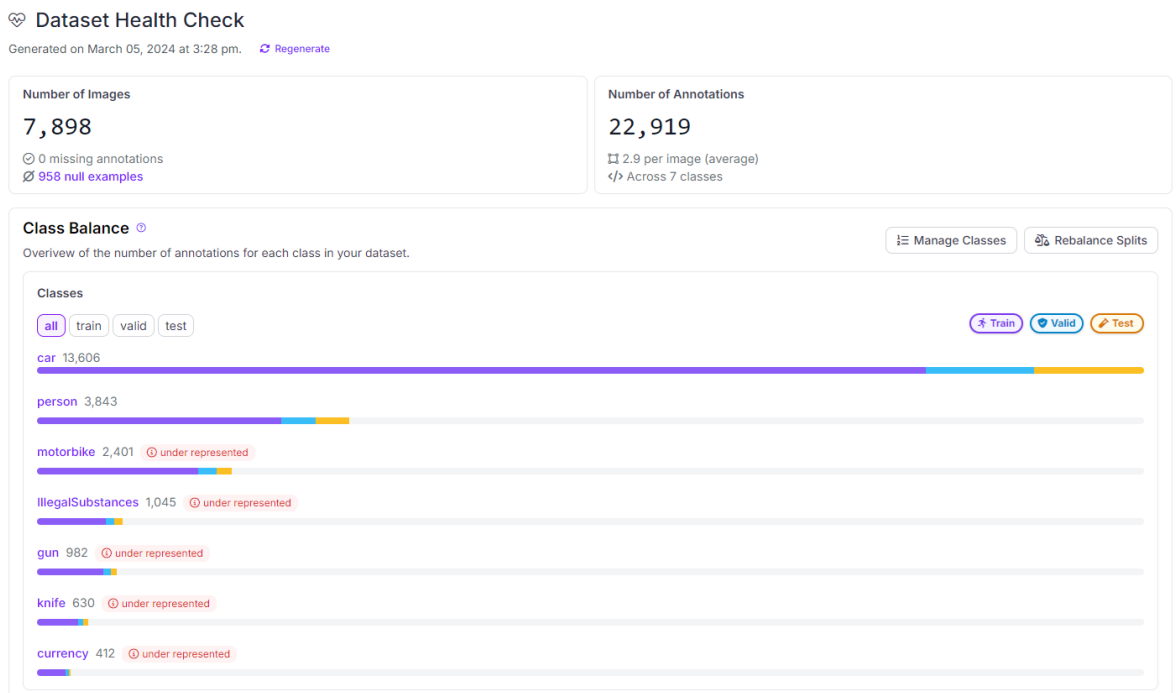 Dataset Health Check
Generated on March 05, 2024 at 3:28 pm. Regenerate
Number of Images
7,898
0 missing annotations
958 null examples
Number of Annotations
22,919
2.9 per image (average)
</> Across 7 classes
Class Balance
Overivew of the number of annotations for each class in your dataset.
Manage Classes
Rebalance Splits
Classes
all train valid test
Train Valid Test
car 13,606
person 3,843
motorbike 2,401 under represented
IllegalSubstances 1,045 under represented
gun 982 under represented
knife 630 under represented
currency 412 under represented